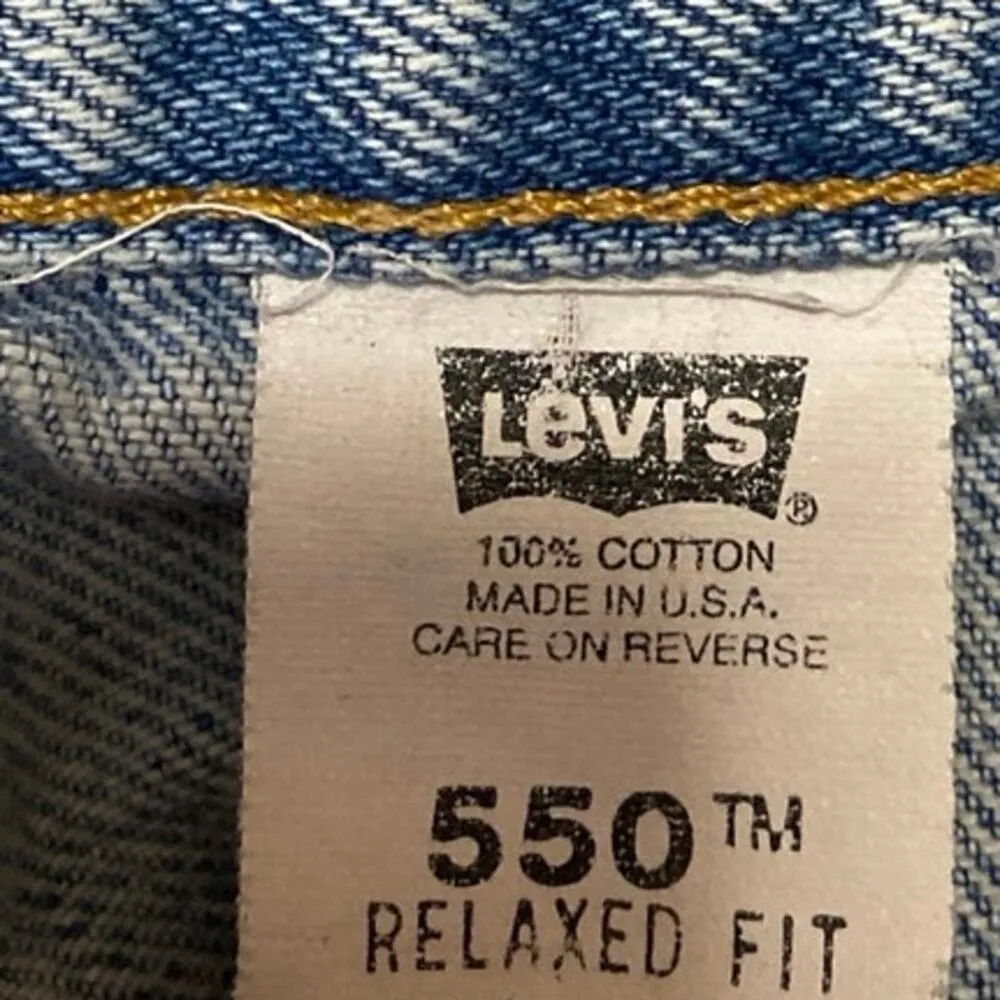 Levi's®
100% COTTON
MADE IN U.S.A.
CARE ON REVERSE
550™
RELAXED FIT